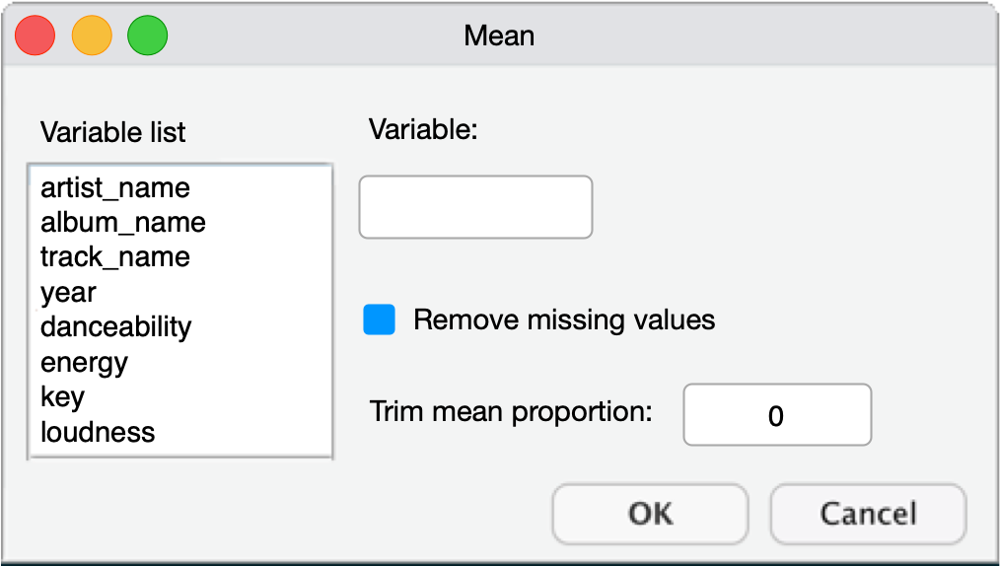 Mean
Variable list
artist_name
album_name
track_name
year
danceability
energy
key
loudness
Variable:
Remove missing values
Trim mean proportion: 0
OK
Cancel